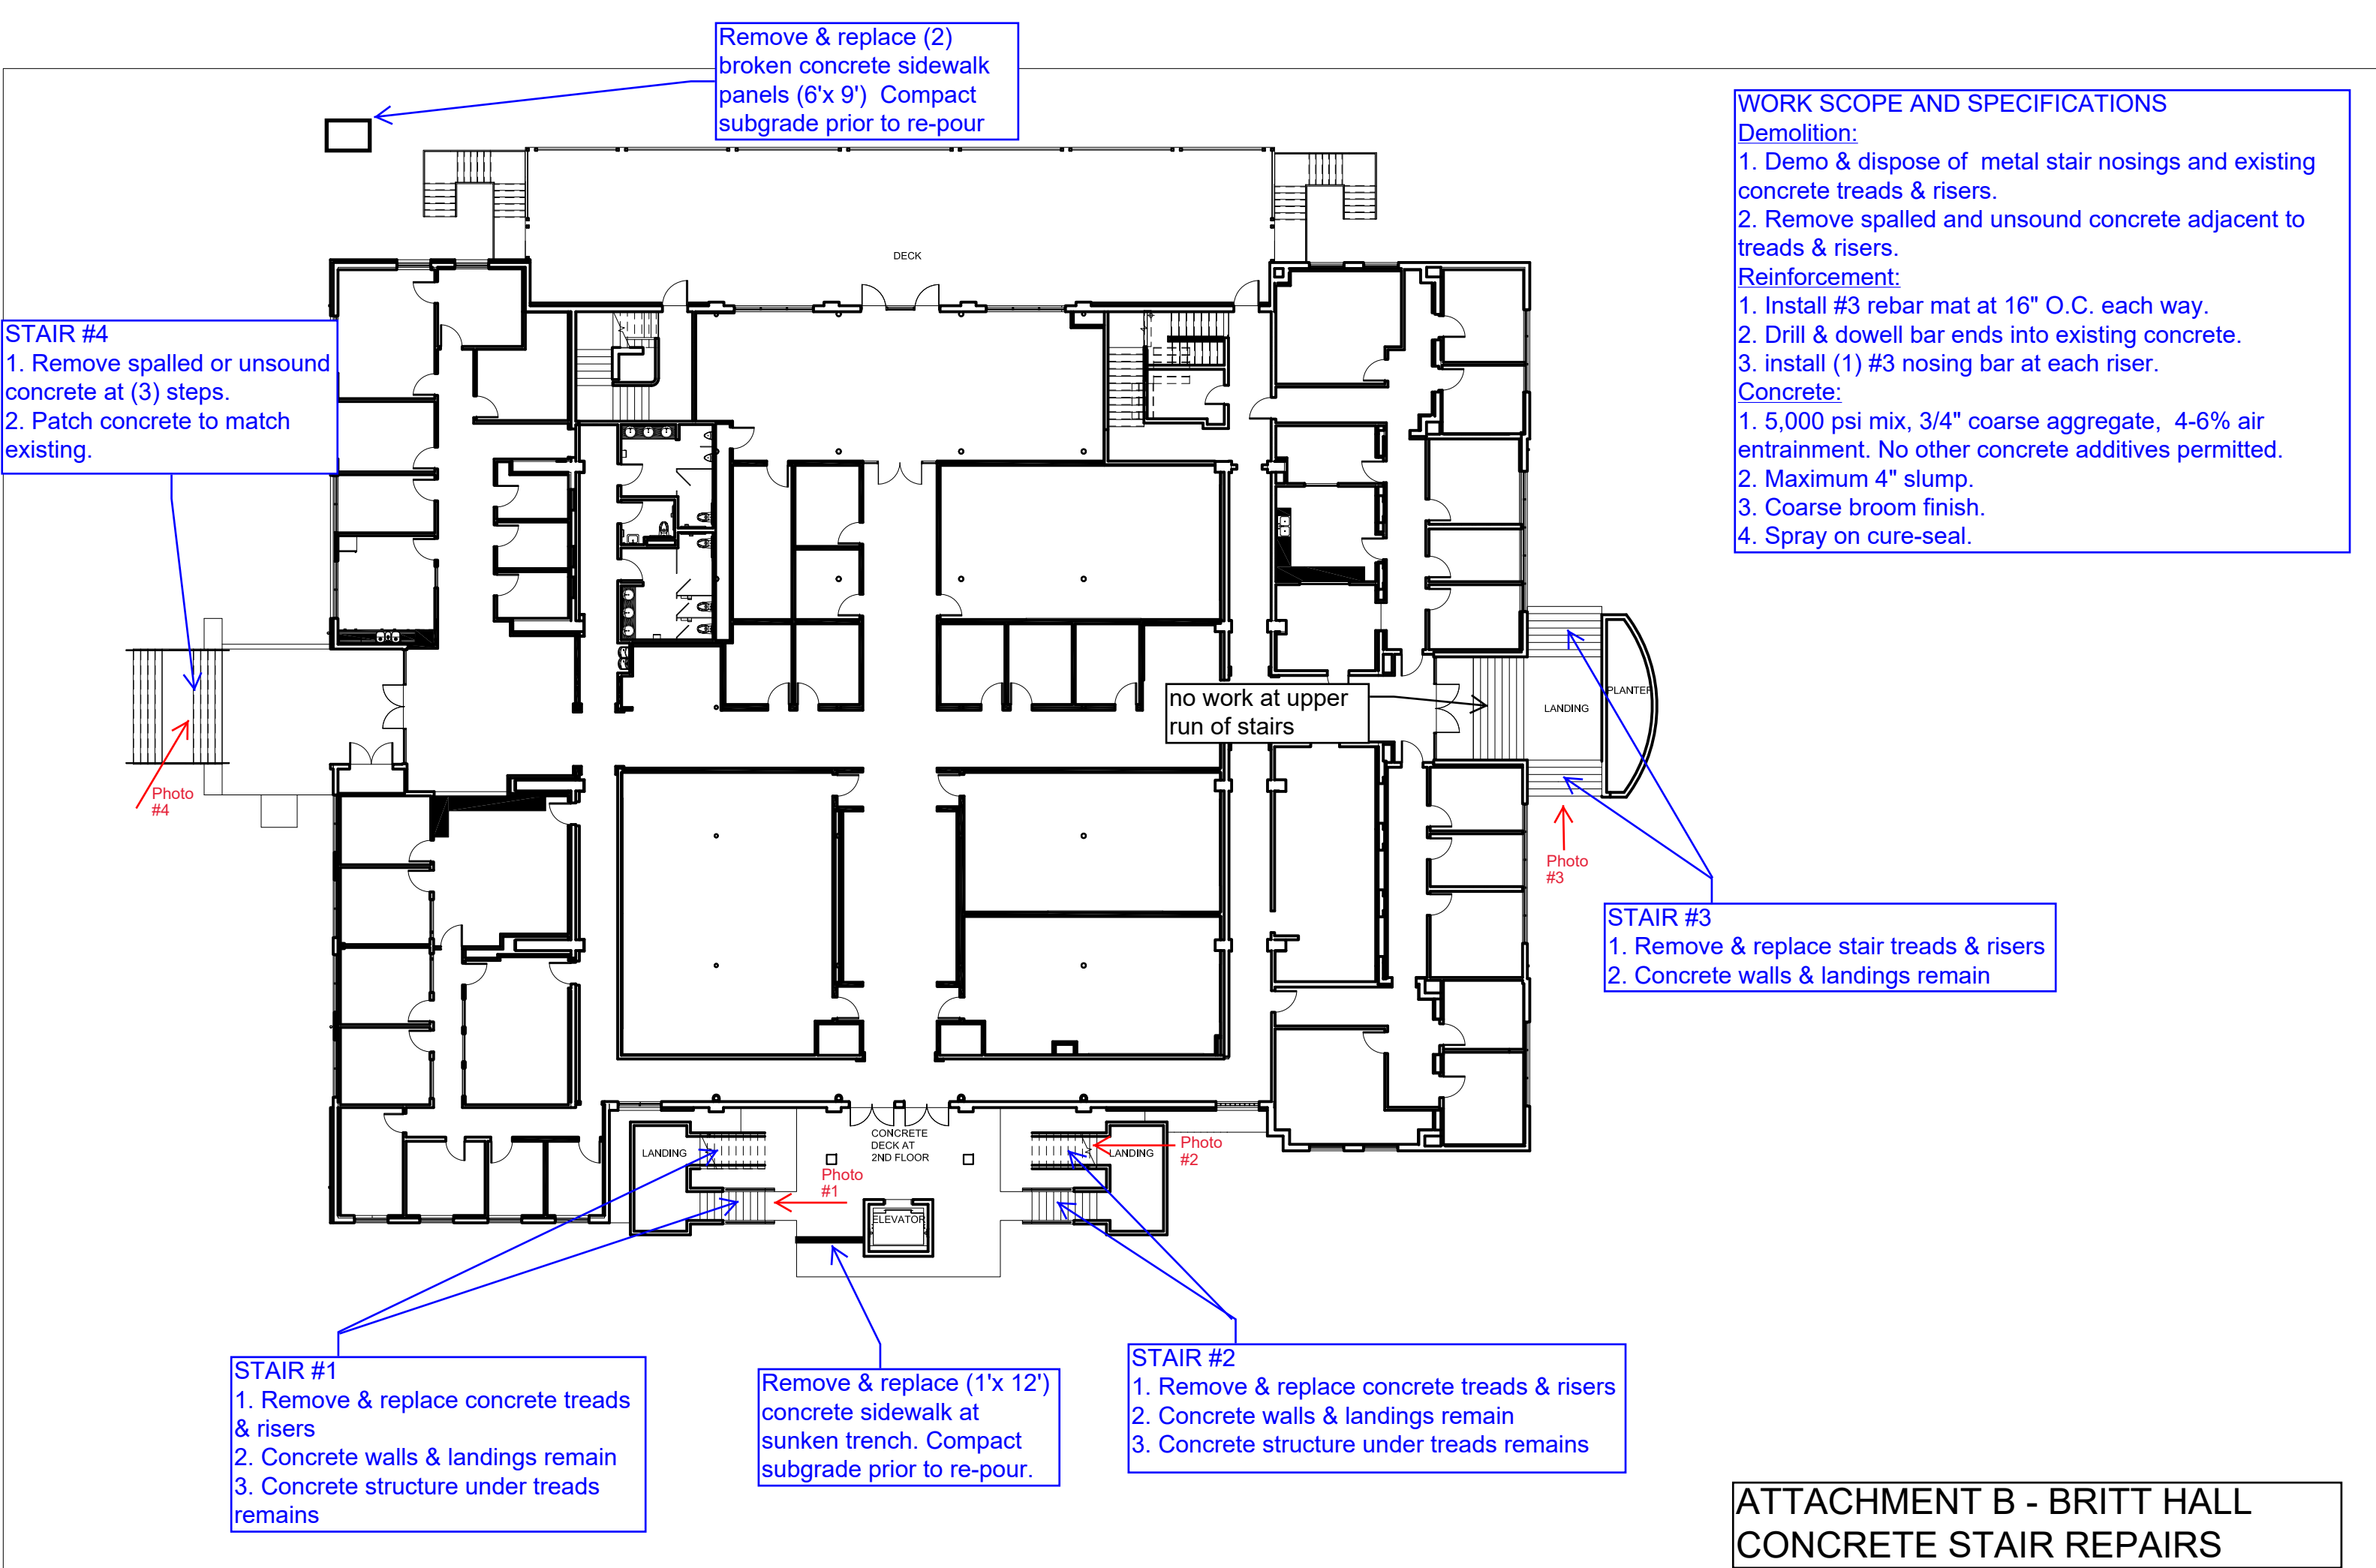 Remove & replace (2)
broken concrete sidewalk
panels (6'x 9')  Compact
subgrade prior to re-pour
WORK SCOPE AND SPECIFICATIONS
Demolition:
1. Demo & dispose of  metal stair nosings and existing
concrete treads & risers.
2. Remove spalled and unsound concrete adjacent to
treads & risers.
Reinforcement:
1. Install #3 rebar mat at 16" O.C. each way.
2. Drill & dowell bar ends into existing concrete.
3. install (1) #3 nosing bar at each riser.
Concrete:
1. 5,000 psi mix, 3/4" coarse aggregate,  4-6% air
entrainment. No other concrete additives permitted.
2. Maximum 4" slump.
3. Coarse broom finish.
4. Spray on cure-seal.
DECK
STAIR #4
1. Remove spalled or unsound
concrete at (3) steps.
2. Patch concrete to match
existing.
no work at upper
run of stairs
LANDING
PLANTER
Photo
#4
Photo
#3
STAIR #3
1. Remove & replace stair treads & risers
2. Concrete walls & landings remain
LANDING
CONCRETE
DECK AT
2ND FLOOR
Photo
#1
LANDING
Photo
#2
ELEVATOR
STAIR #1
1. Remove & replace concrete treads
& risers
2. Concrete walls & landings remain
3. Concrete structure under treads
remains
Remove & replace (1'x 12')
concrete sidewalk at
sunken trench. Compact
subgrade prior to re-pour.
STAIR #2
1. Remove & replace concrete treads & risers
2. Concrete walls & landings remain
3. Concrete structure under treads remains
ATTACHMENT B - BRITT HALL
CONCRETE STAIR REPAIRS